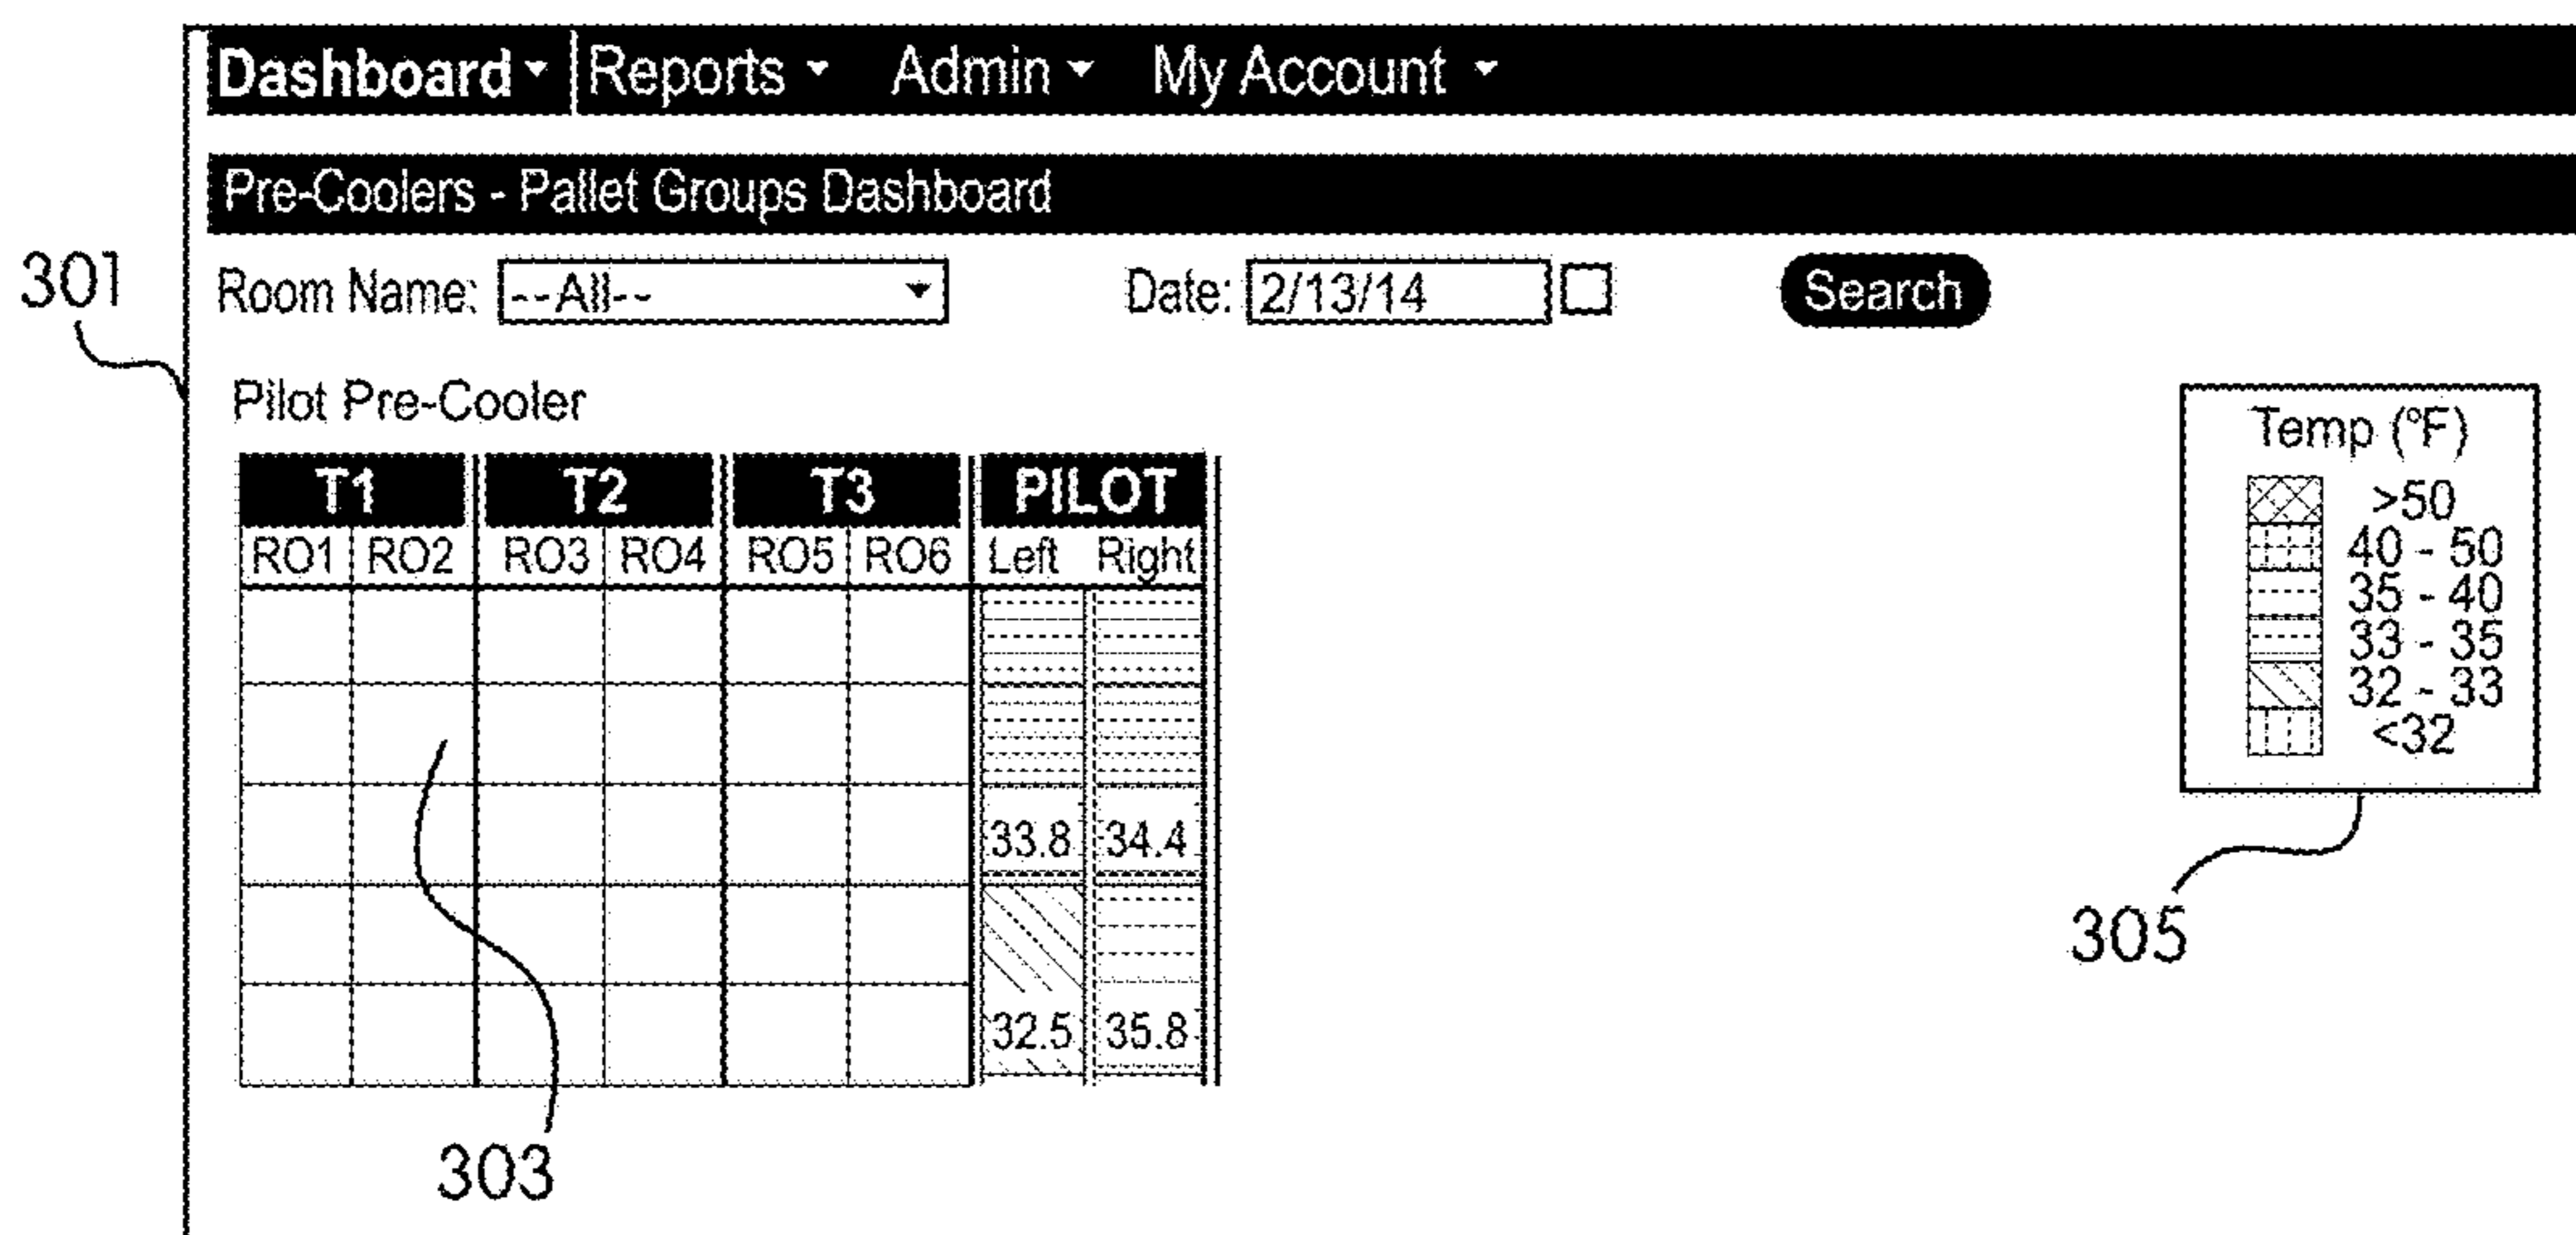 Dashboard Reports Admin My Account
Pre-Coolers - Pallet Groups Dashboard
301
Room Name: --All-- Date: 2/13/14 Search
Pilot Pre-Cooler
T1 T2 T3 PILOT
RO1 RO2 RO3 RO4 RO5 RO6 Left Right
33.8 34.4
32.5 35.8
303
Temp (°F)
>50
40 - 50
35 - 40
33 - 35
32 - 33
<32
305